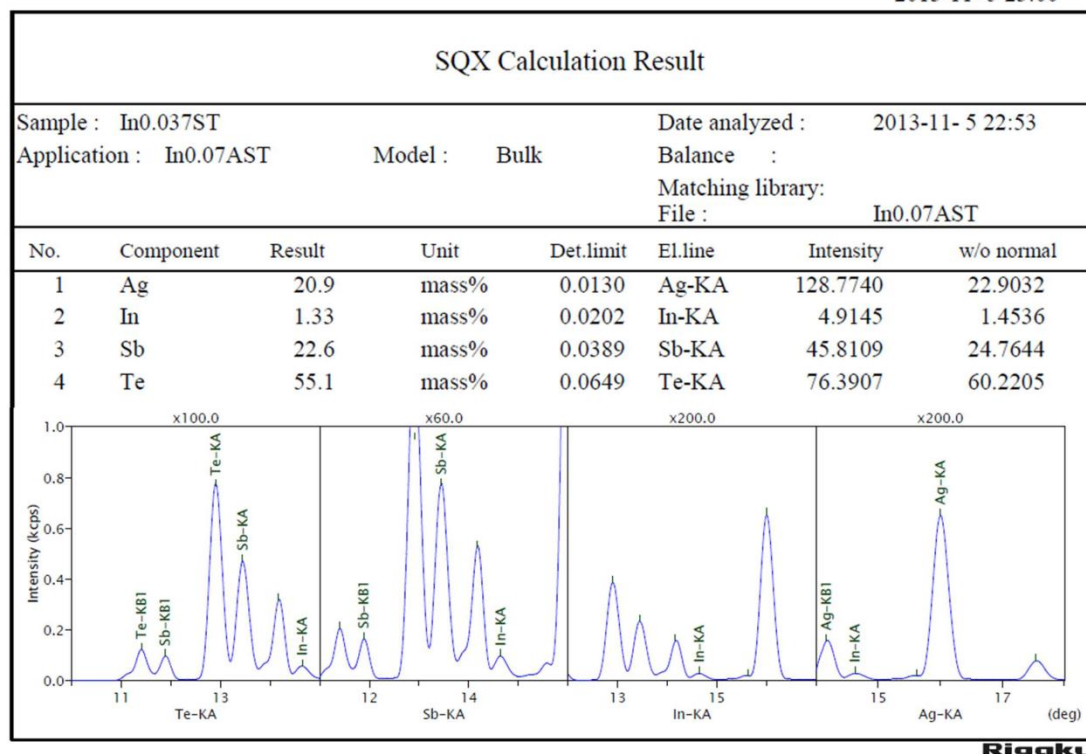 SQX Calculation Result
Sample : In0.037ST Date analyzed : 2013-11- 5 22:53
Application : In0.07AST Model : Bulk Balance :
Matching library:
File : In0.07AST
No. Component Result Unit Det.limit El.line Intensity w/o normal
1 Ag 20.9 mass% 0.0130 Ag-KA 128.7740 22.9032
2 In 1.33 mass% 0.0202 In-KA 4.9145 1.4536
3 Sb 22.6 mass% 0.0389 Sb-KA 45.8109 24.7644
4 Te 55.1 mass% 0.0649 Te-KA 76.3907 60.2205
x100.0 x60.0 x200.0 x200.0
1.0
0.8
0.6
0.4
0.2
0.0
Intensity (kcps)
Te-KB1
Sb-KB1
Te-KA
Sb-KA
In-KA
Sb-KB1
Sb-KA
In-KA
In-KA
Ag-KB1
In-KA
Ag-KA
11 13 12 14 13 15 15 17
Te-KA Sb-KA In-KA Ag-KA (deg)
Rigaku